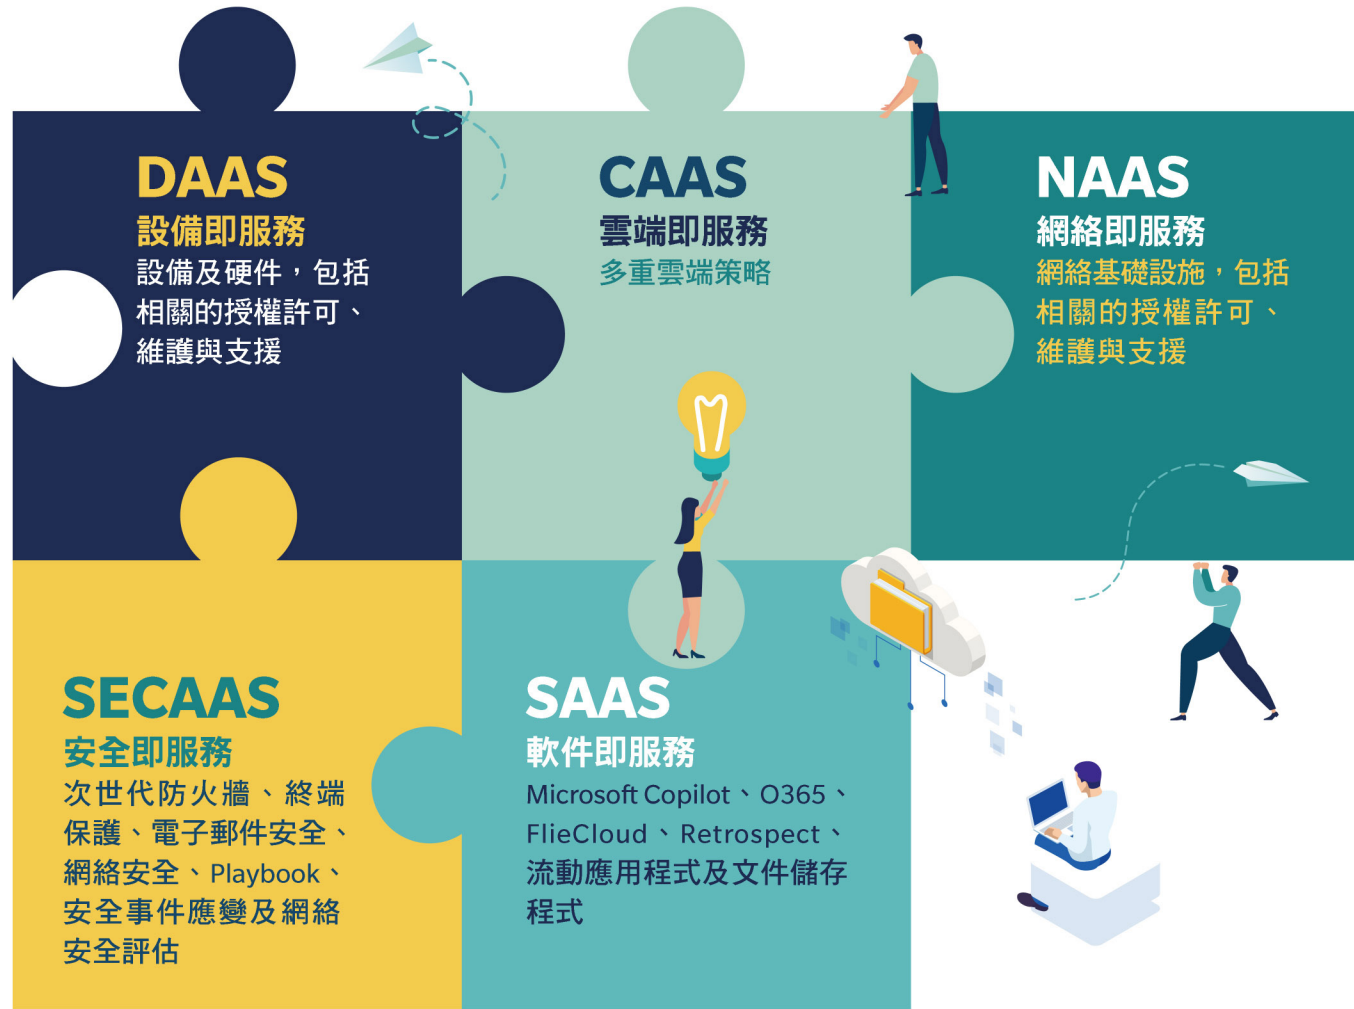 DAAS
設備即服務
設備及硬件，包括
相關的授權許可、
維護與支援
CAAS
雲端即服務
多重雲端策略
NAAS
網絡即服務
網絡基礎設施，包括
相關的授權許可、
維護與支援
SECAAS
安全即服務
次世代防火牆、終端
保護、電子郵件安全、
網絡安全、Playbook、
安全事件應變及網絡
安全評估
SAAS
軟件即服務
Microsoft Copilot、O365、
FlieCloud、Retrospect、
流動應用程式及文件儲存
程式